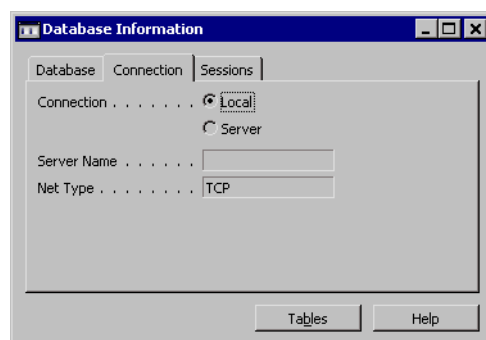 Database Information
Database Connection Sessions
Connection . . . . . . . Local
Server
Server Name . . . . . .
Net Type . . . . . . . . TCP
Tables Help